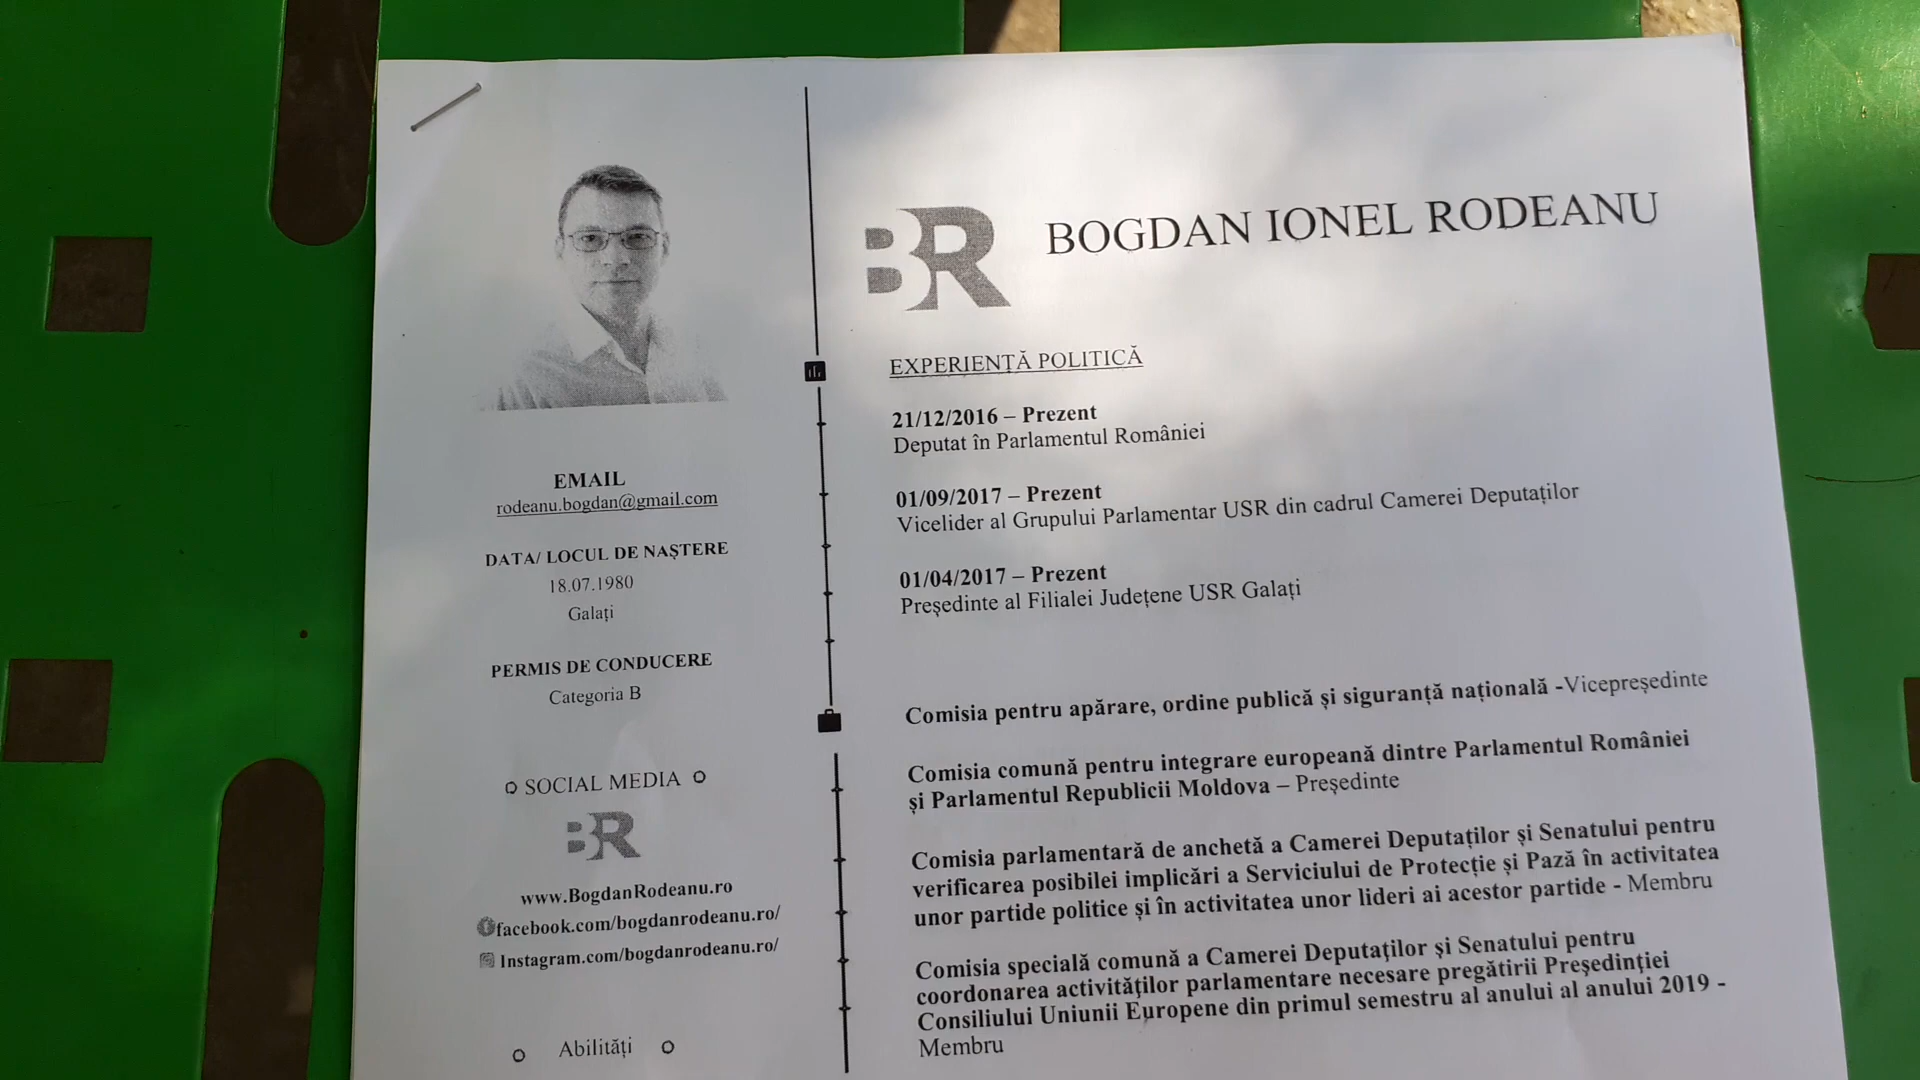 BR
BOGDAN IONEL RODEANU
EMAIL
rodeanu.bogdan@gmail.com
DATA/ LOCUL DE NAȘTERE
18.07.1980
Galați
PERMIS DE CONDUCERE
Categoria B
SOCIAL MEDIA
BR
www.BogdanRodeanu.ro
facebook.com/bogdanrodeanu.ro/
Instagram.com/bogdanrodeanu.ro/
Abilități
EXPERIENȚĂ POLITICĂ
21/12/2016 – Prezent
Deputat în Parlamentul României
01/09/2017 – Prezent
Vicelider al Grupului Parlamentar USR din cadrul Camerei Deputaților
01/04/2017 – Prezent
Președinte al Filialei Județene USR Galați
Comisia pentru apărare, ordine publică și siguranță națională -Vicepreședinte
Comisia comună pentru integrare europeană dintre Parlamentul României
și Parlamentul Republicii Moldova – Președinte
Comisia parlamentară de anchetă a Camerei Deputaților și Senatului pentru
verificarea posibilei implicări a Serviciului de Protecție și Pază în activitatea
unor partide politice și în activitatea unor lideri ai acestor partide - Membru
Comisia specială comună a Camerei Deputaților și Senatului pentru
coordonarea activităților parlamentare necesare pregătirii Președinției
Consiliului Uniunii Europene din primul semestru al anului al anului 2019 -
Membru